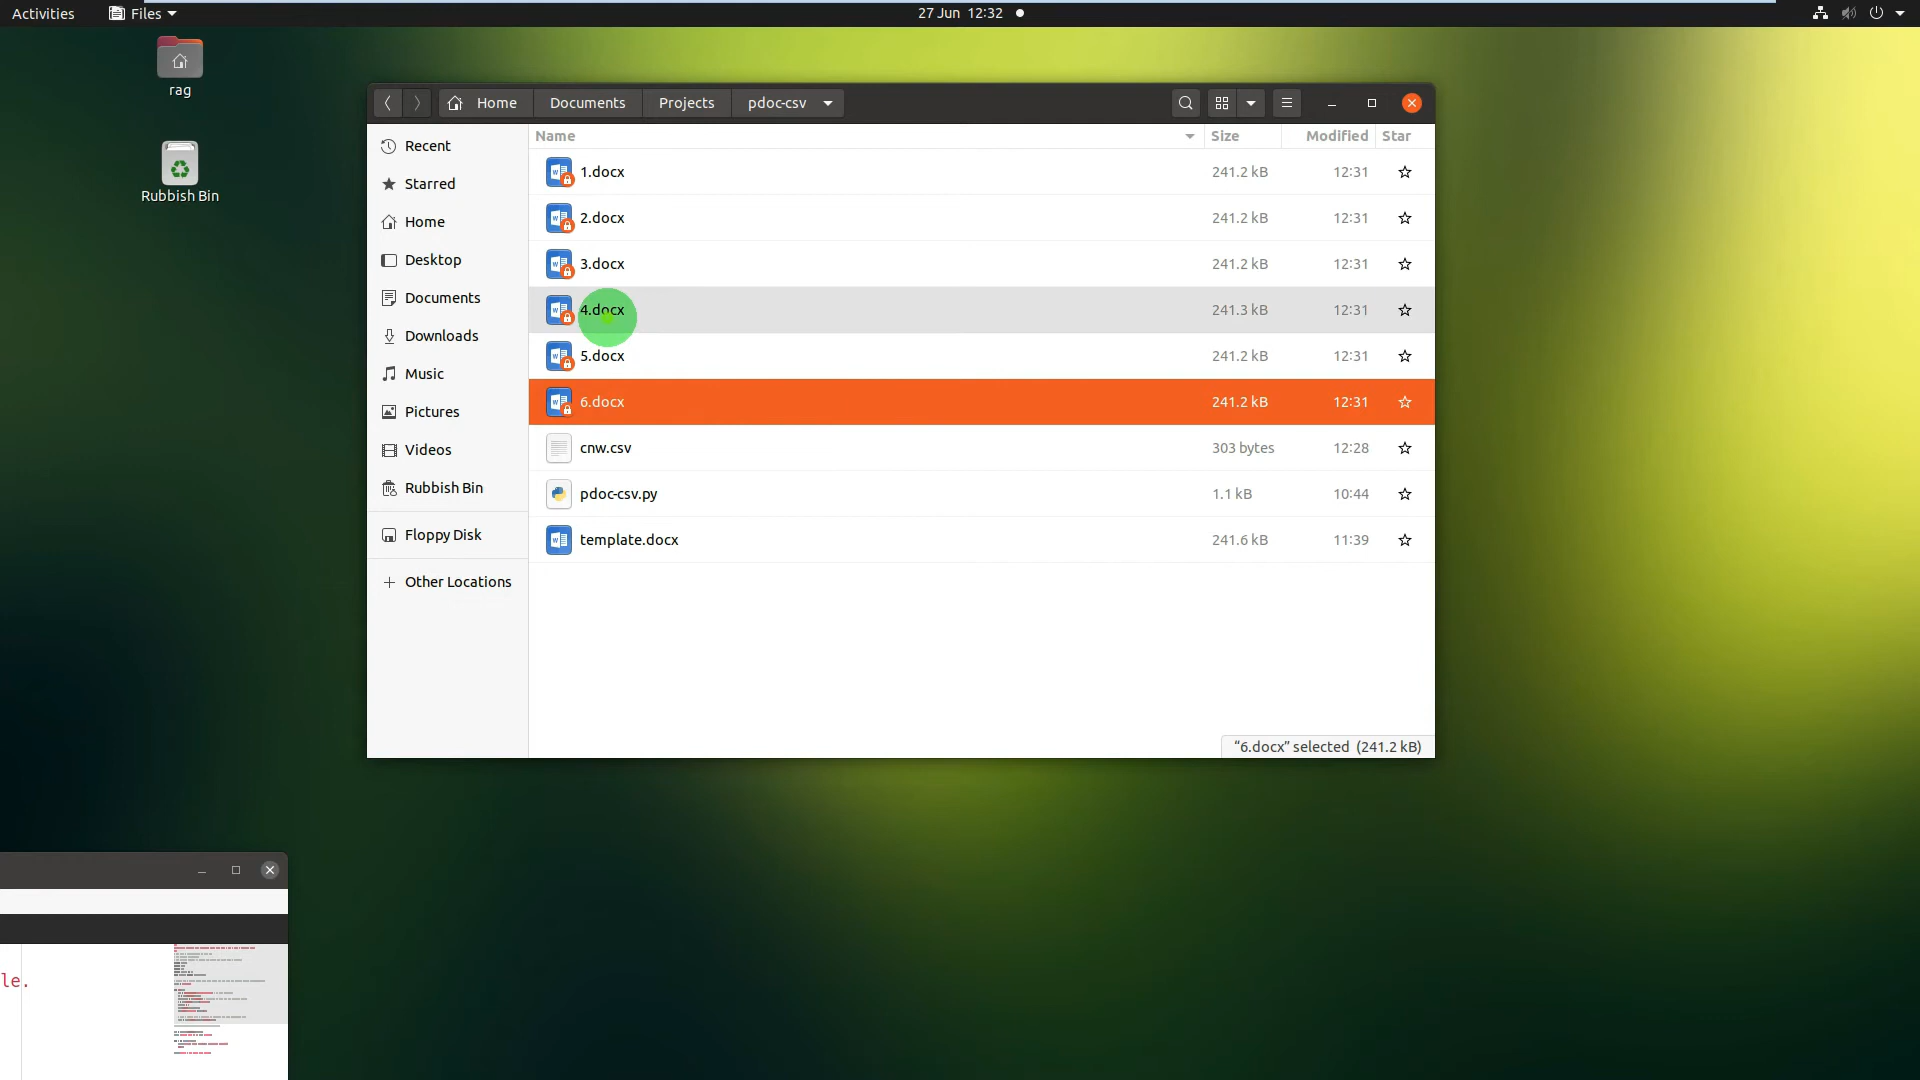 Activities Files 27 Jun 12:32
rag
Rubbish Bin
Home Documents Projects pdoc-csv
Recent
Starred
Home
Desktop
Documents
Downloads
Music
Pictures
Videos
Rubbish Bin
Floppy Disk
Other Locations
Name Size Modified Star
1.docx 241.2 kB 12:31
2.docx 241.2 kB 12:31
3.docx 241.2 kB 12:31
4.docx 241.3 kB 12:31
5.docx 241.2 kB 12:31
6.docx 241.2 kB 12:31
cnw.csv 303 bytes 12:28
pdoc-csv.py 1.1 kB 10:44
template.docx 241.6 kB 11:39
“6.docx” selected (241.2 kB)
le.